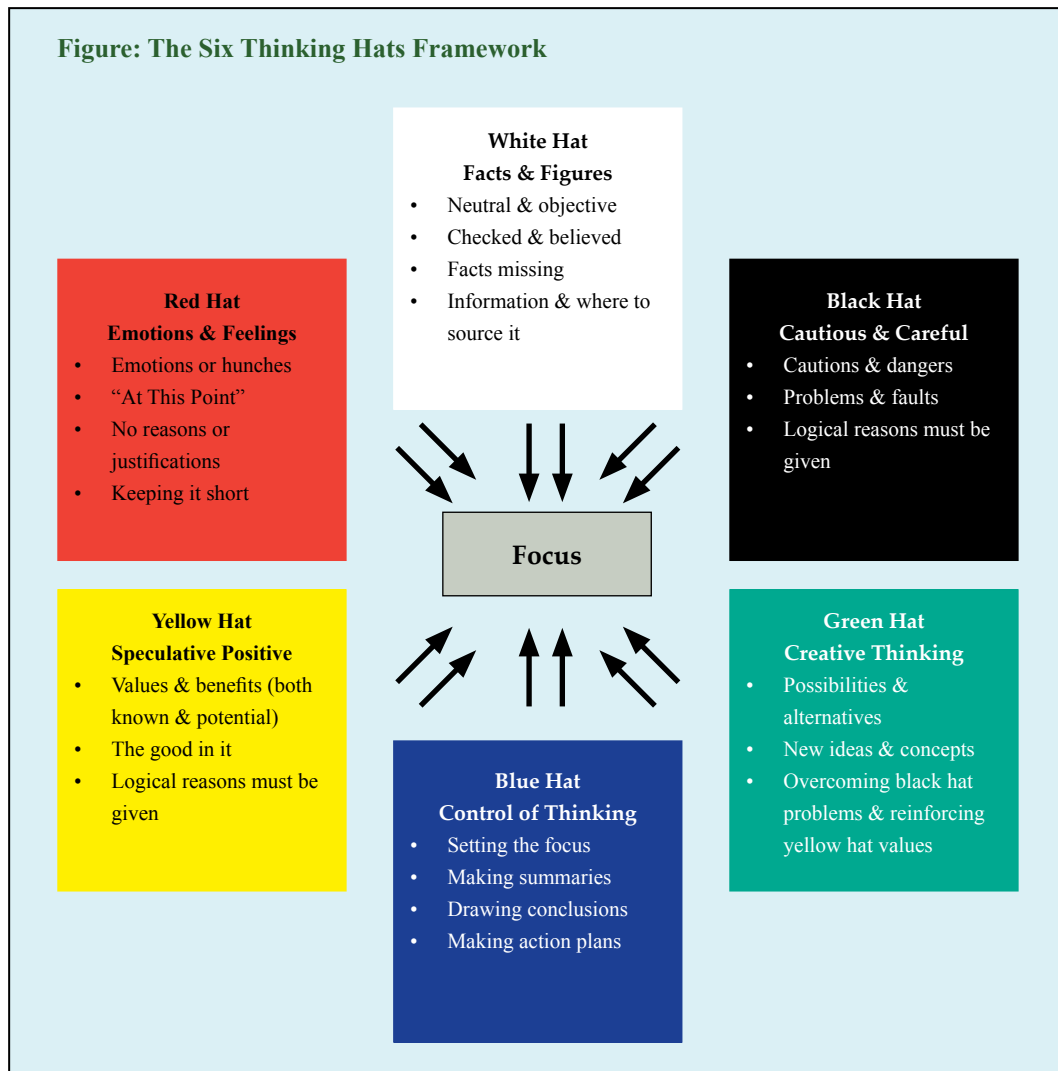 Figure: The Six Thinking Hats Framework
White Hat
Facts & Figures
• Neutral & objective
• Checked & believed
• Facts missing
• Information & where to
source it
Red Hat
Emotions & Feelings
• Emotions or hunches
• “At This Point”
• No reasons or
justifications
• Keeping it short
Black Hat
Cautious & Careful
• Cautions & dangers
• Problems & faults
• Logical reasons must be
given
Focus
Yellow Hat
Speculative Positive
• Values & benefits (both
known & potential)
• The good in it
• Logical reasons must be
given
Green Hat
Creative Thinking
• Possibilities &
alternatives
• New ideas & concepts
• Overcoming black hat
problems & reinforcing
yellow hat values
Blue Hat
Control of Thinking
• Setting the focus
• Making summaries
• Drawing conclusions
• Making action plans